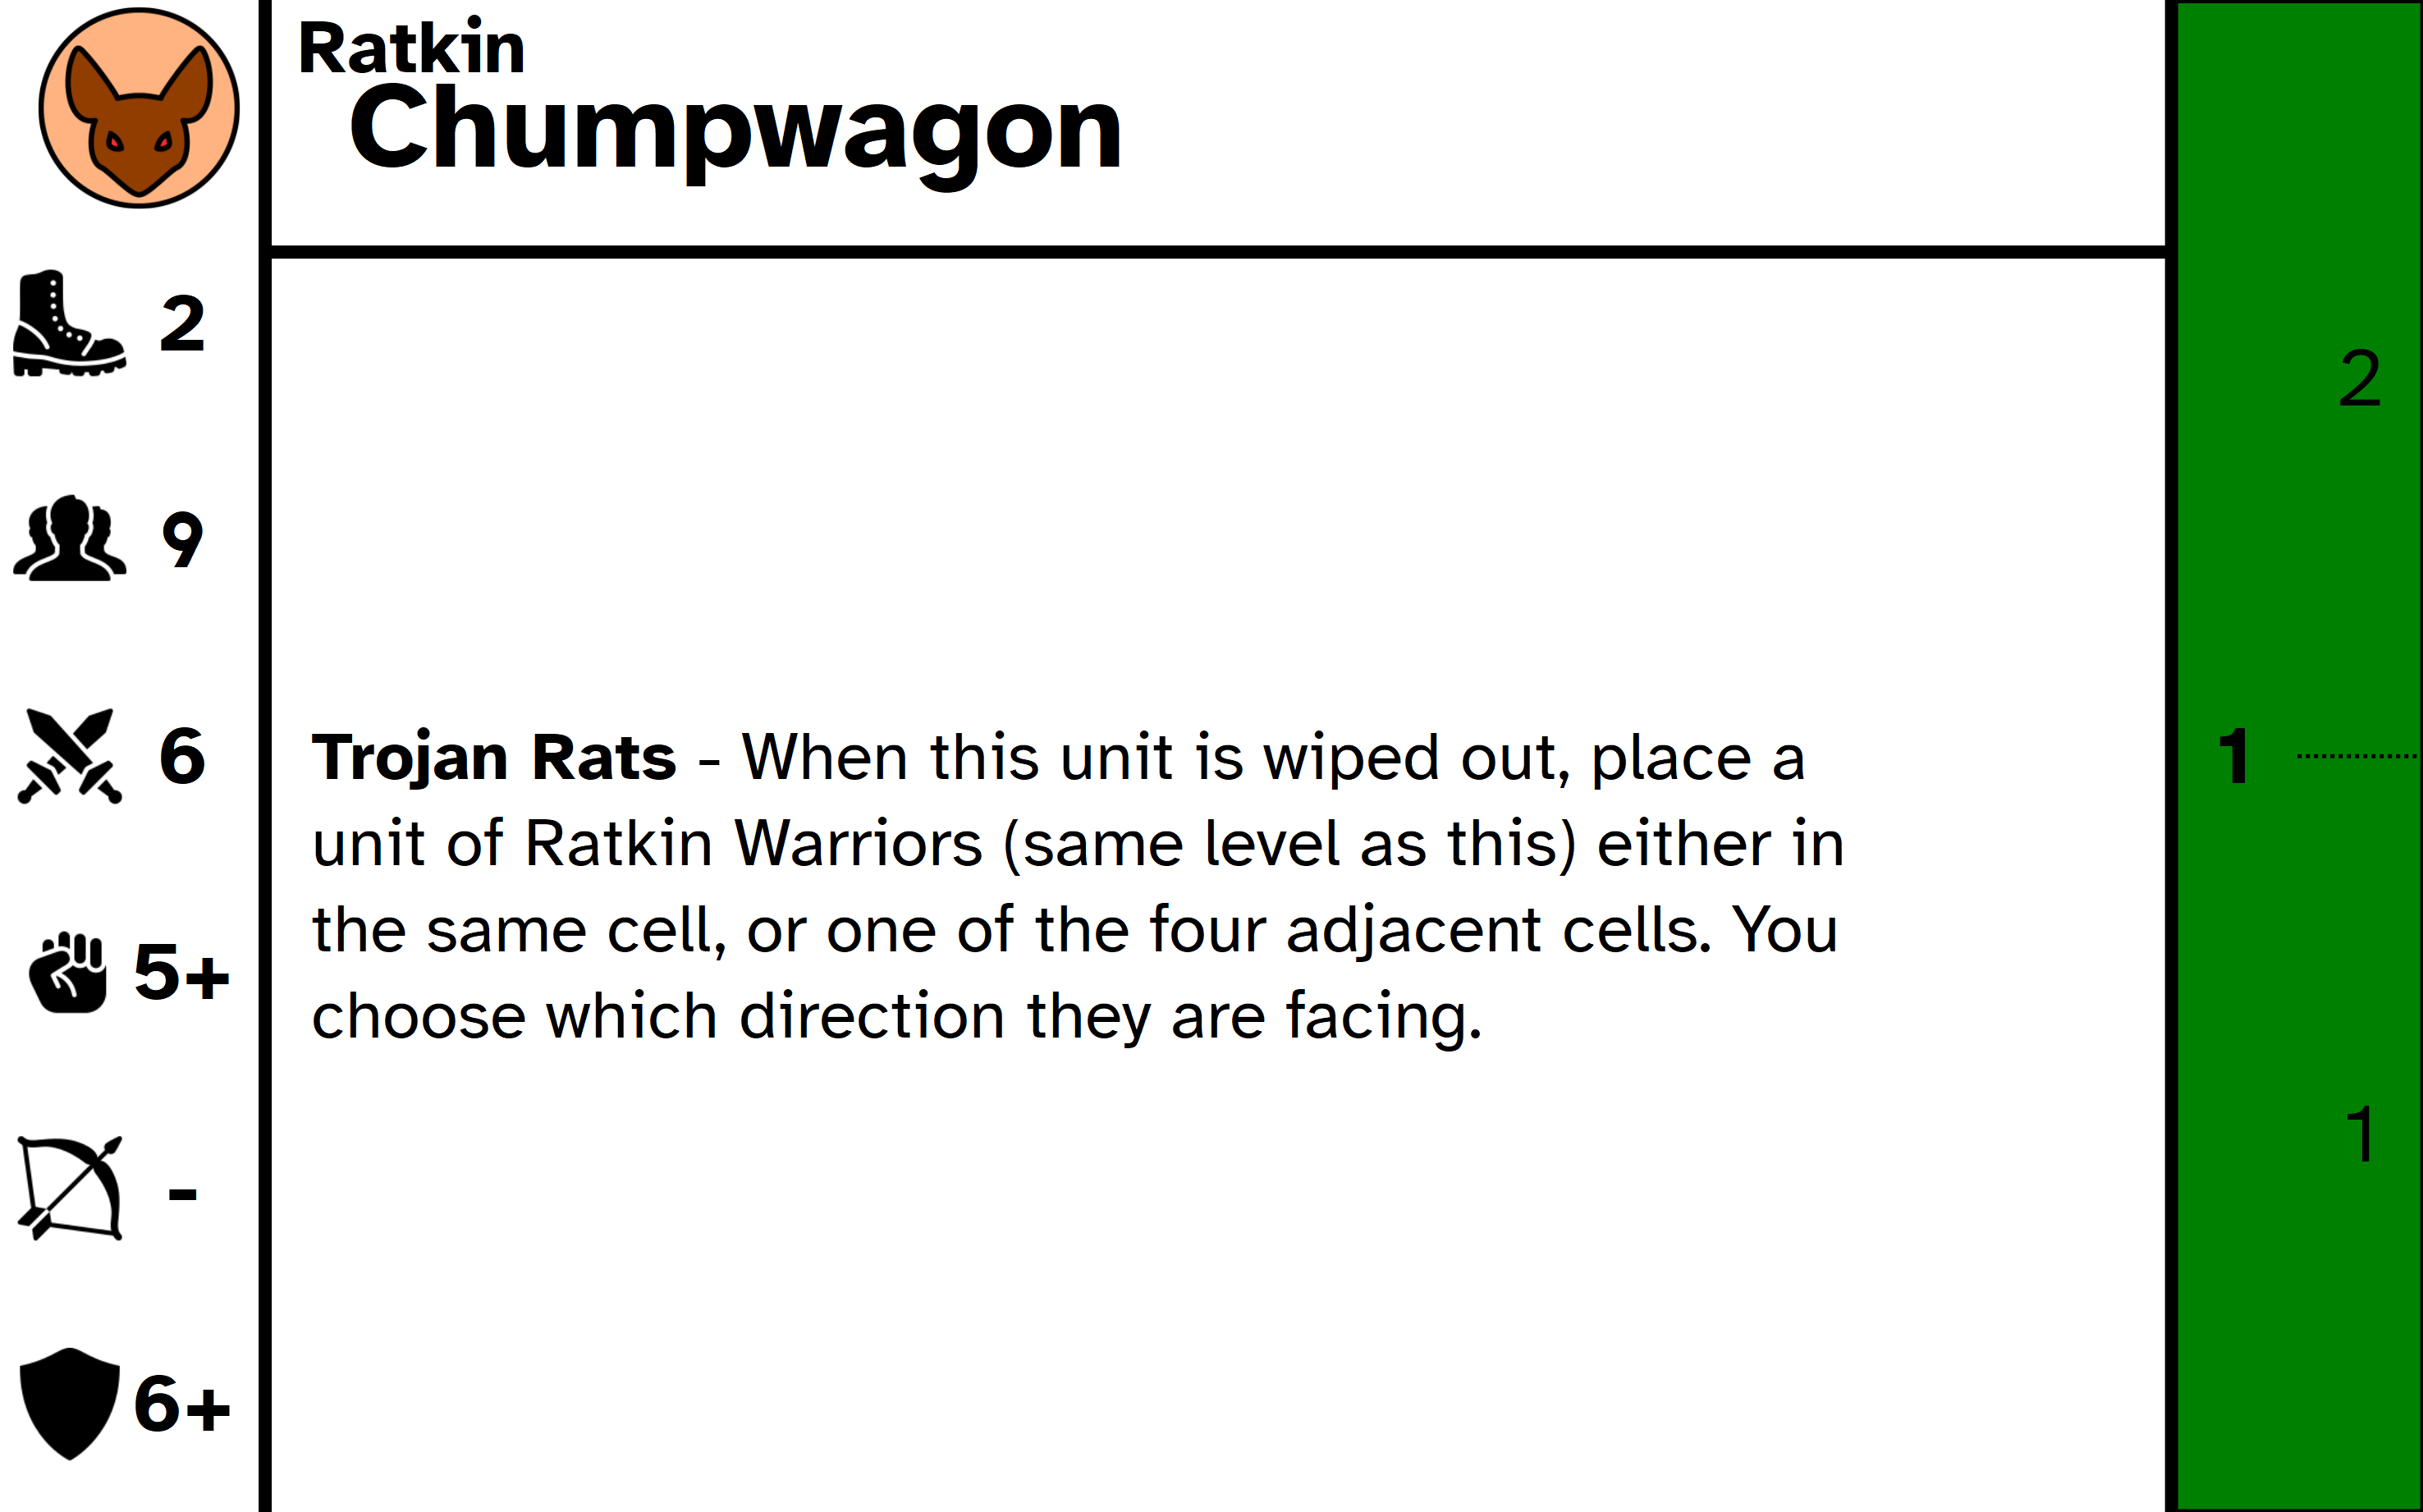 Ratkin
Chumpwagon
2
9
6
5+
-
6+
Trojan Rats - When this unit is wiped out, place a
unit of Ratkin Warriors (same level as this) either in
the same cell, or one of the four adjacent cells. You
choose which direction they are facing.
2
1
1